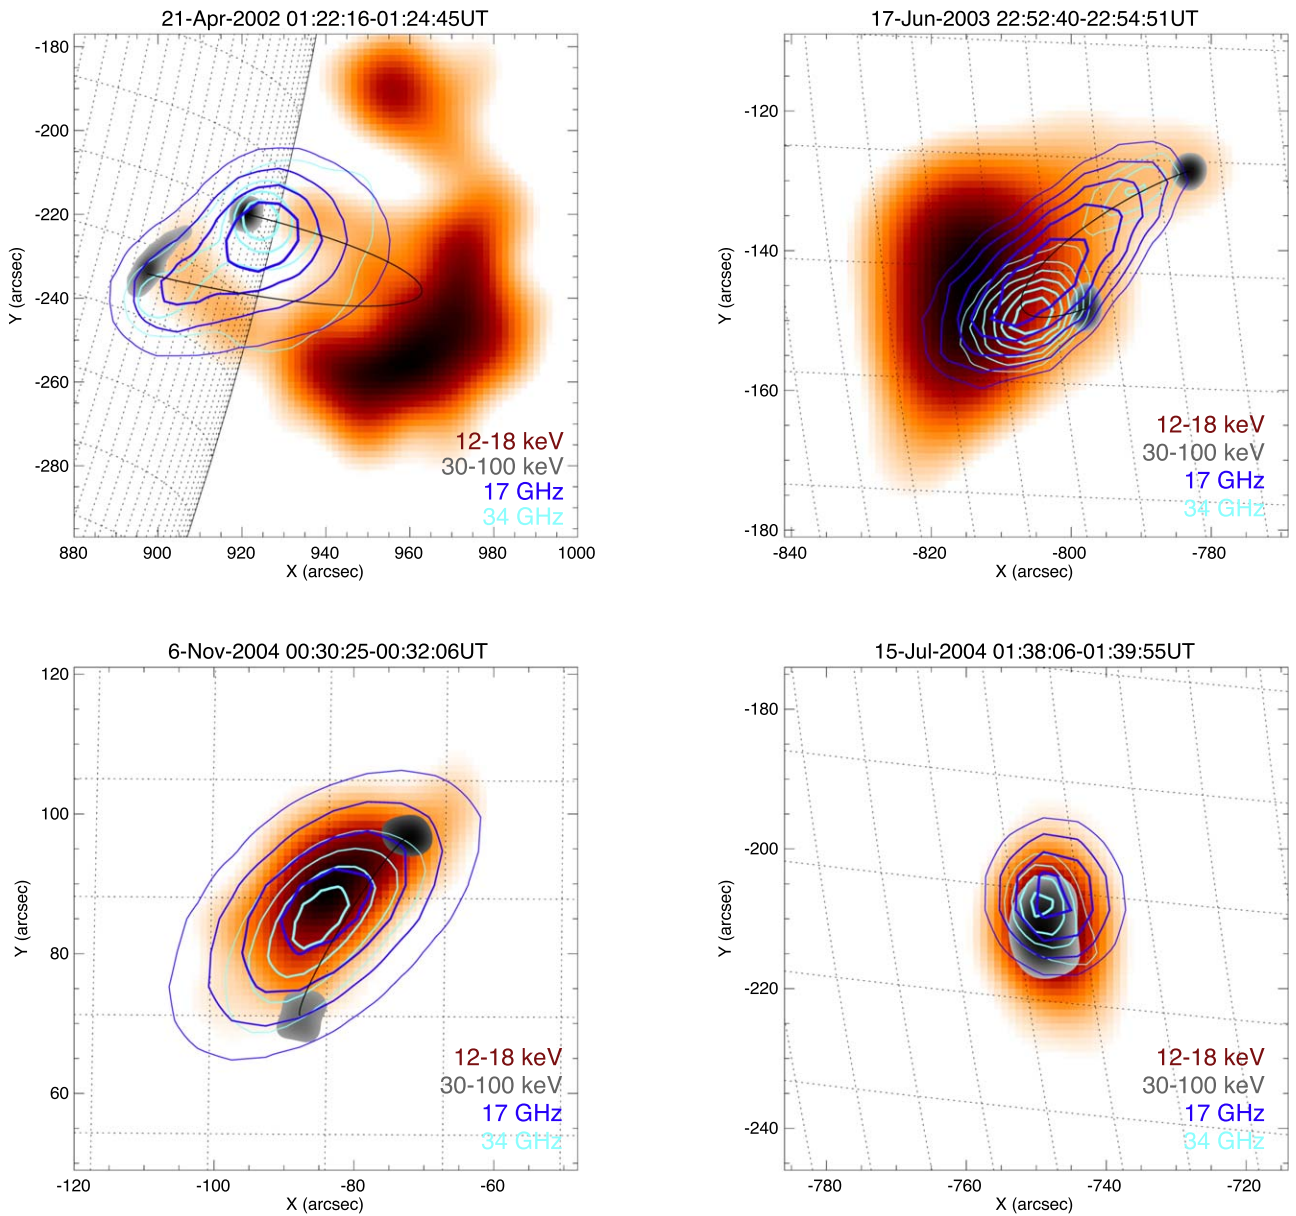 21-Apr-2002 01:22:16-01:24:45UT
-180
-200
-220
-240
-260
-280
Y (arcsec)
12-18 keV
30-100 keV
17 GHz
34 GHz
880 900 920 940 960 980 1000
X (arcsec)
17-Jun-2003 22:52:40-22:54:51UT
-120
-140
-160
-180
Y (arcsec)
12-18 keV
30-100 keV
17 GHz
34 GHz
-840 -820 -800 -780
X (arcsec)
6-Nov-2004 00:30:25-00:32:06UT
120
100
80
60
Y (arcsec)
12-18 keV
30-100 keV
17 GHz
34 GHz
-120 -100 -80 -60
X (arcsec)
15-Jul-2004 01:38:06-01:39:55UT
-180
-200
-220
-240
Y (arcsec)
12-18 keV
30-100 keV
17 GHz
34 GHz
-780 -760 -740 -720
X (arcsec)